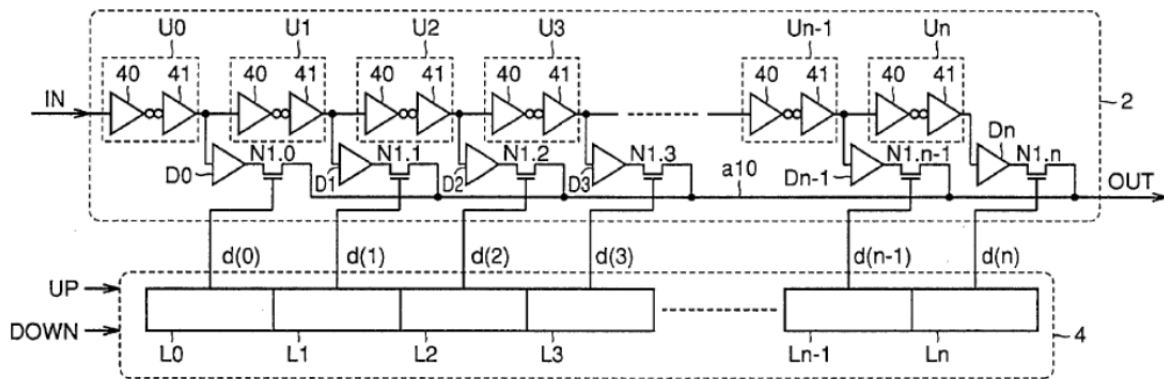 U0 U1 U2 U3 Un-1 Un
40 41 40 41 40 41 40 41 40 41 40 41
IN
2
D0 N1.0 D1 N1.1 D2 N1.2 D3 N1.3 a10 Dn-1 N1.n-1 Dn N1.n OUT
d(0) d(1) d(2) d(3) d(n-1) d(n)
UP
DOWN
L0 L1 L2 L3 Ln-1 Ln 4